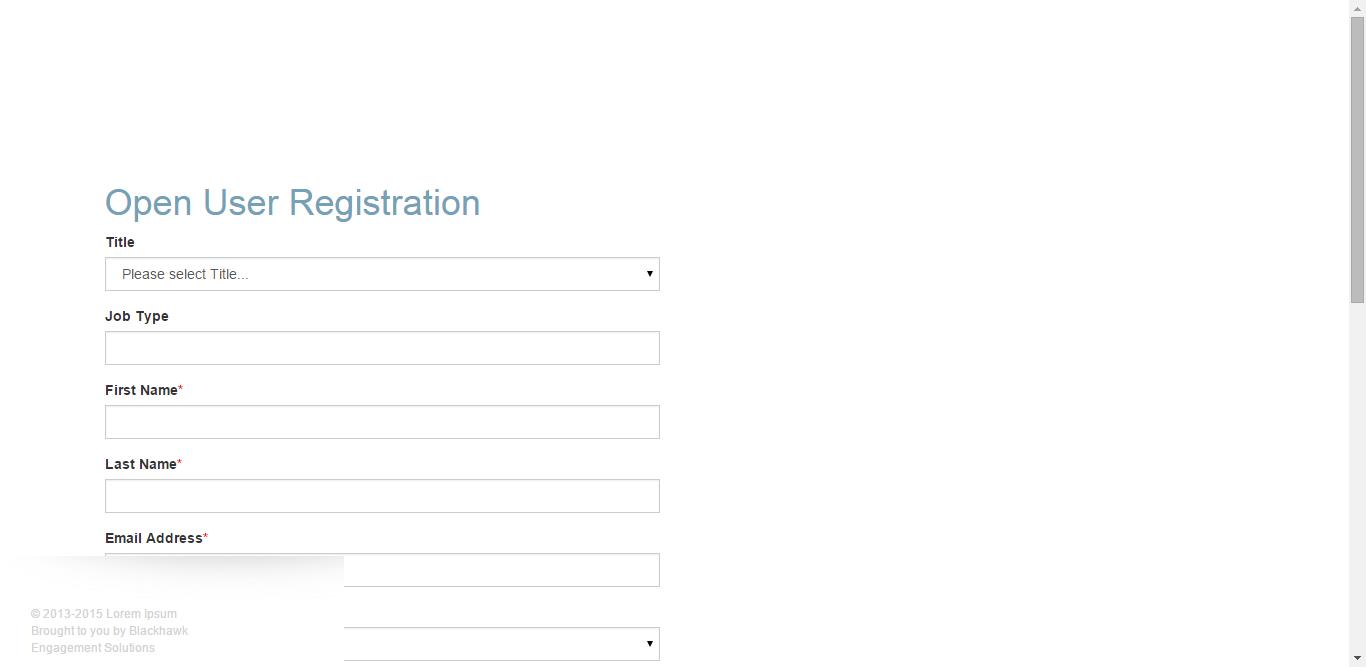 Open User Registration
Title
Please select Title...
Job Type
First Name*
Last Name*
Email Address*
© 2013-2015 Lorem Ipsum
Brought to you by Blackhawk
Engagement Solutions